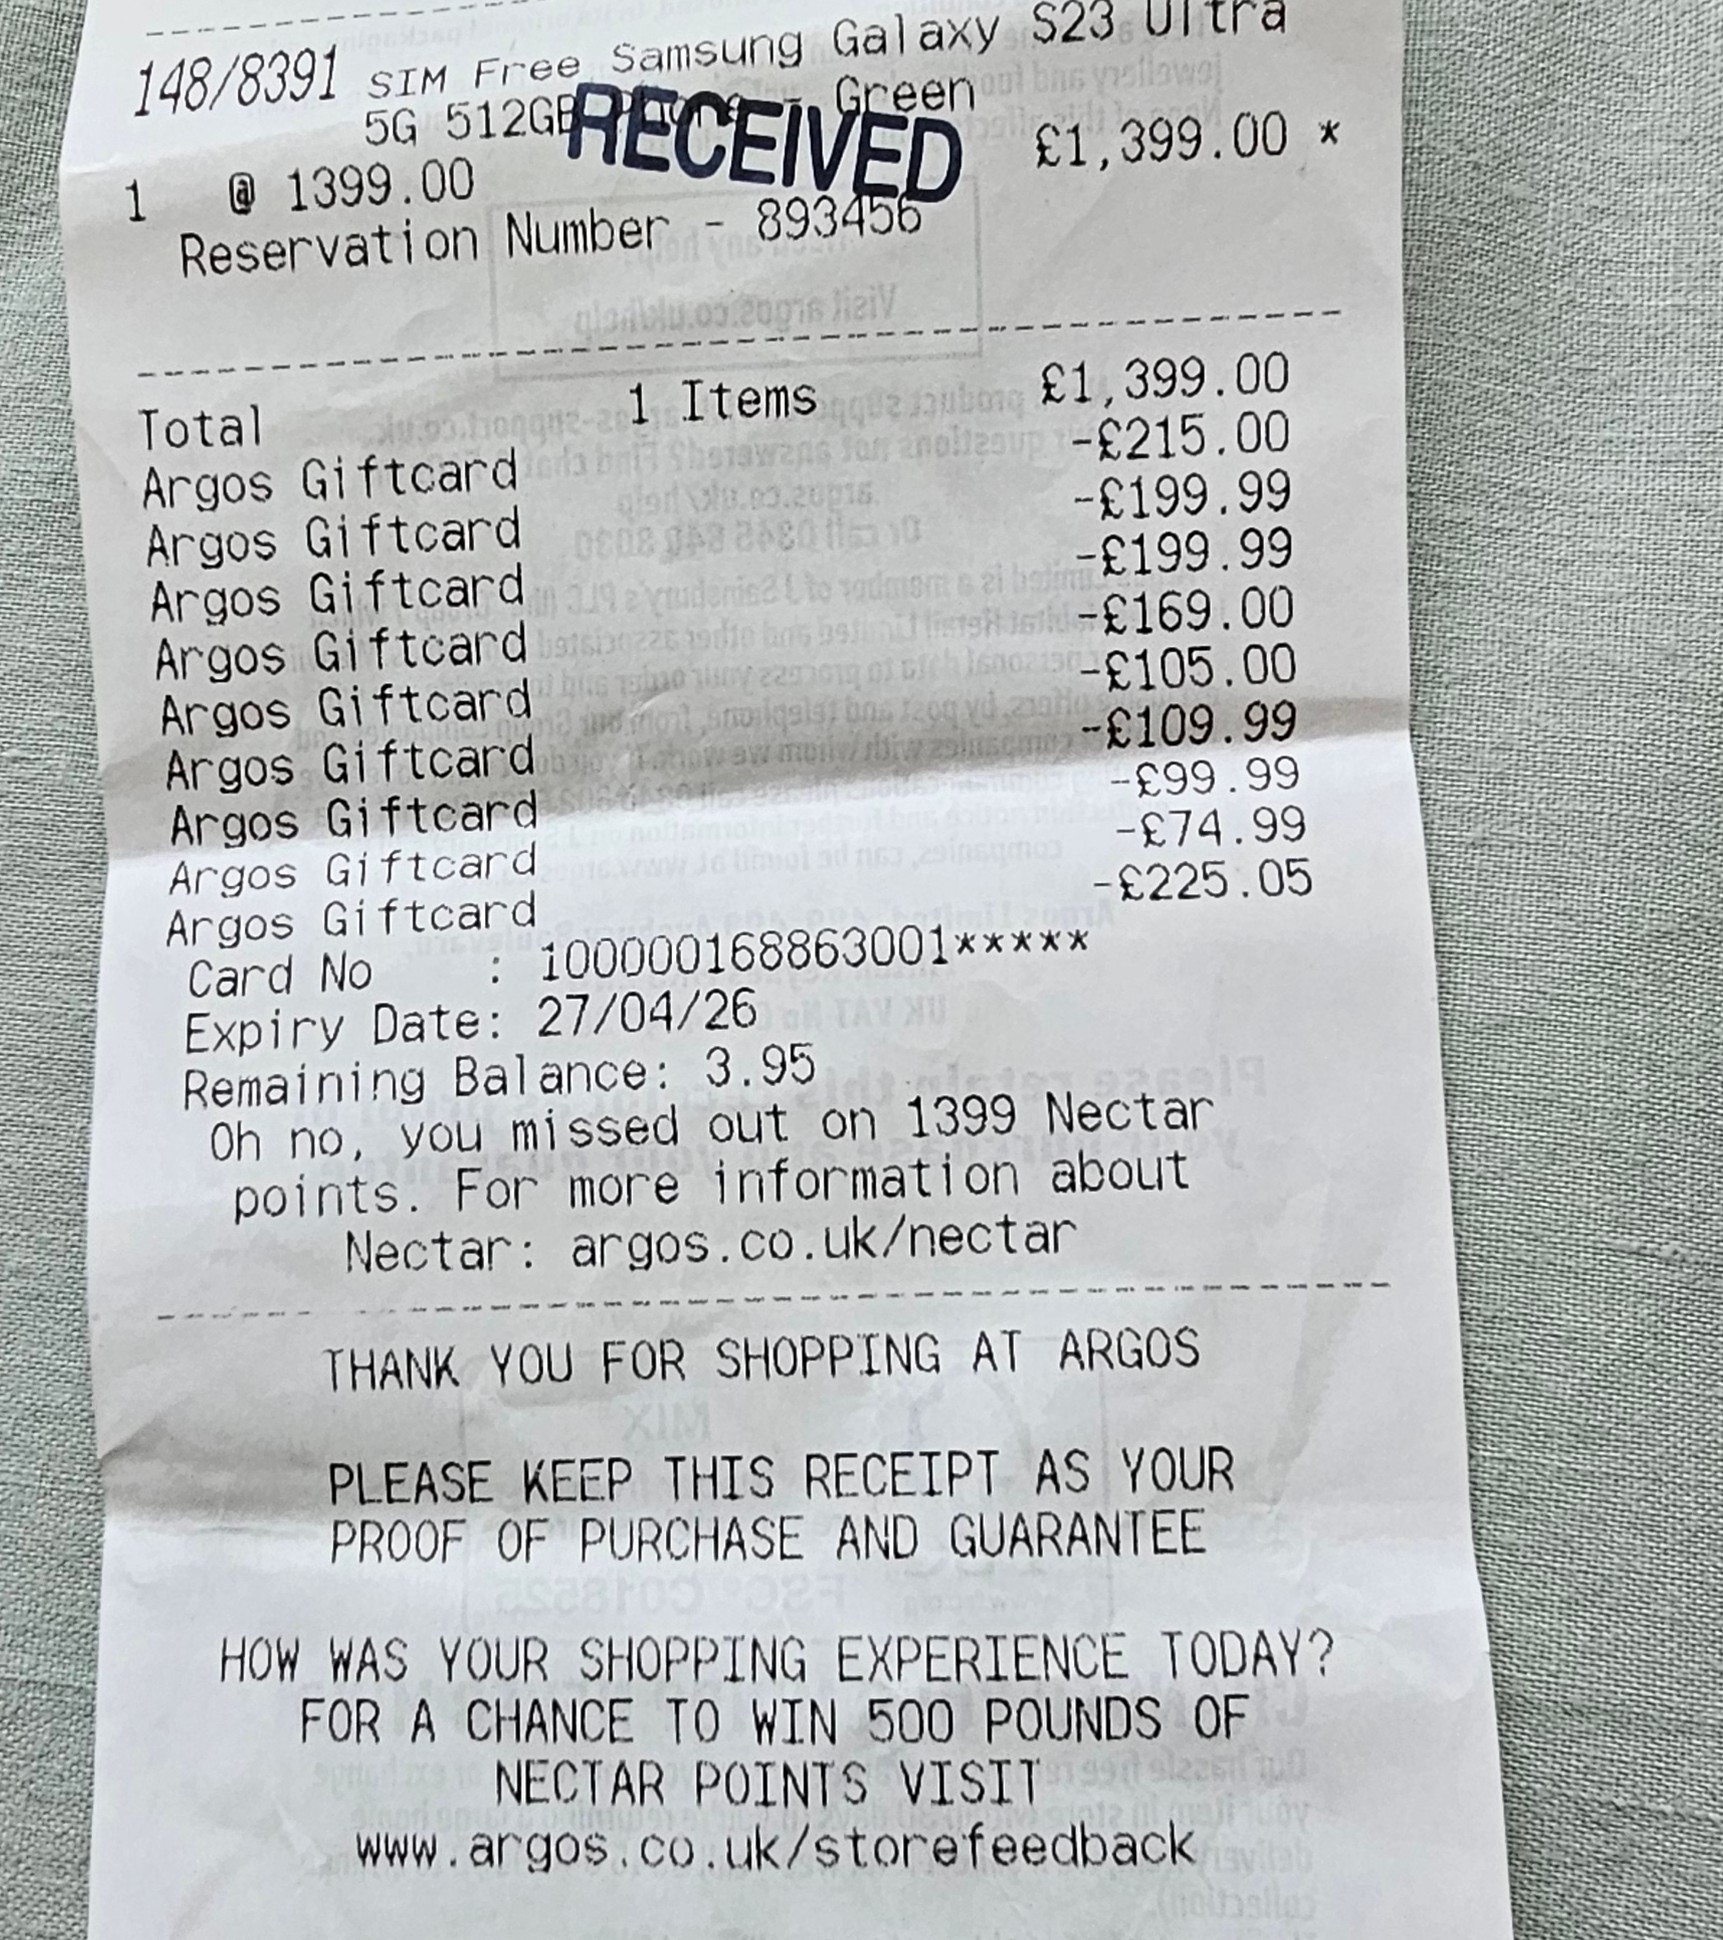 148/8391 SIM Free Samsung Galaxy S23 Ultra
5G 512GB Phone - Green
RECEIVED
£1,399.00 *
1 @ 1399.00
Reservation Number - 893456
Total 1 Items £1,399.00
Argos Giftcard -£215.00
Argos Giftcard -£199.99
Argos Giftcard -£199.99
Argos Giftcard -£169.00
Argos Giftcard -£105.00
Argos Giftcard -£109.99
Argos Giftcard -£99.99
Argos Giftcard -£74.99
Argos Giftcard -£225.05
Card No : 100000168863001*****
Expiry Date: 27/04/26
Remaining Balance: 3.95
Oh no, you missed out on 1399 Nectar
points. For more information about
Nectar: argos.co.uk/nectar
THANK YOU FOR SHOPPING AT ARGOS
PLEASE KEEP THIS RECEIPT AS YOUR
PROOF OF PURCHASE AND GUARANTEE
HOW WAS YOUR SHOPPING EXPERIENCE TODAY?
FOR A CHANCE TO WIN 500 POUNDS OF
NECTAR POINTS VISIT
www.argos.co.uk/storefeedback